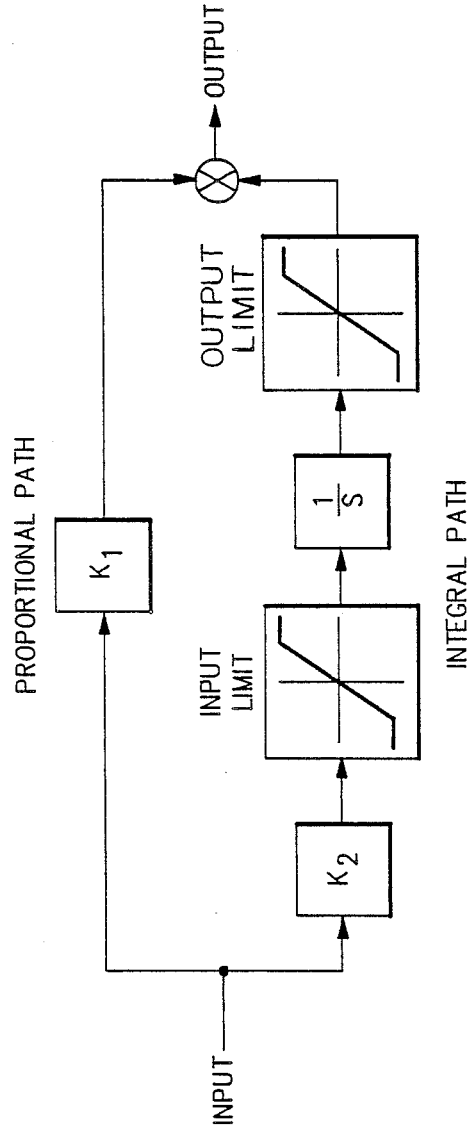 PROPORTIONAL PATH
K1
INPUT
K2
INPUT
LIMIT
1
S
OUTPUT
LIMIT
OUTPUT
INTEGRAL PATH